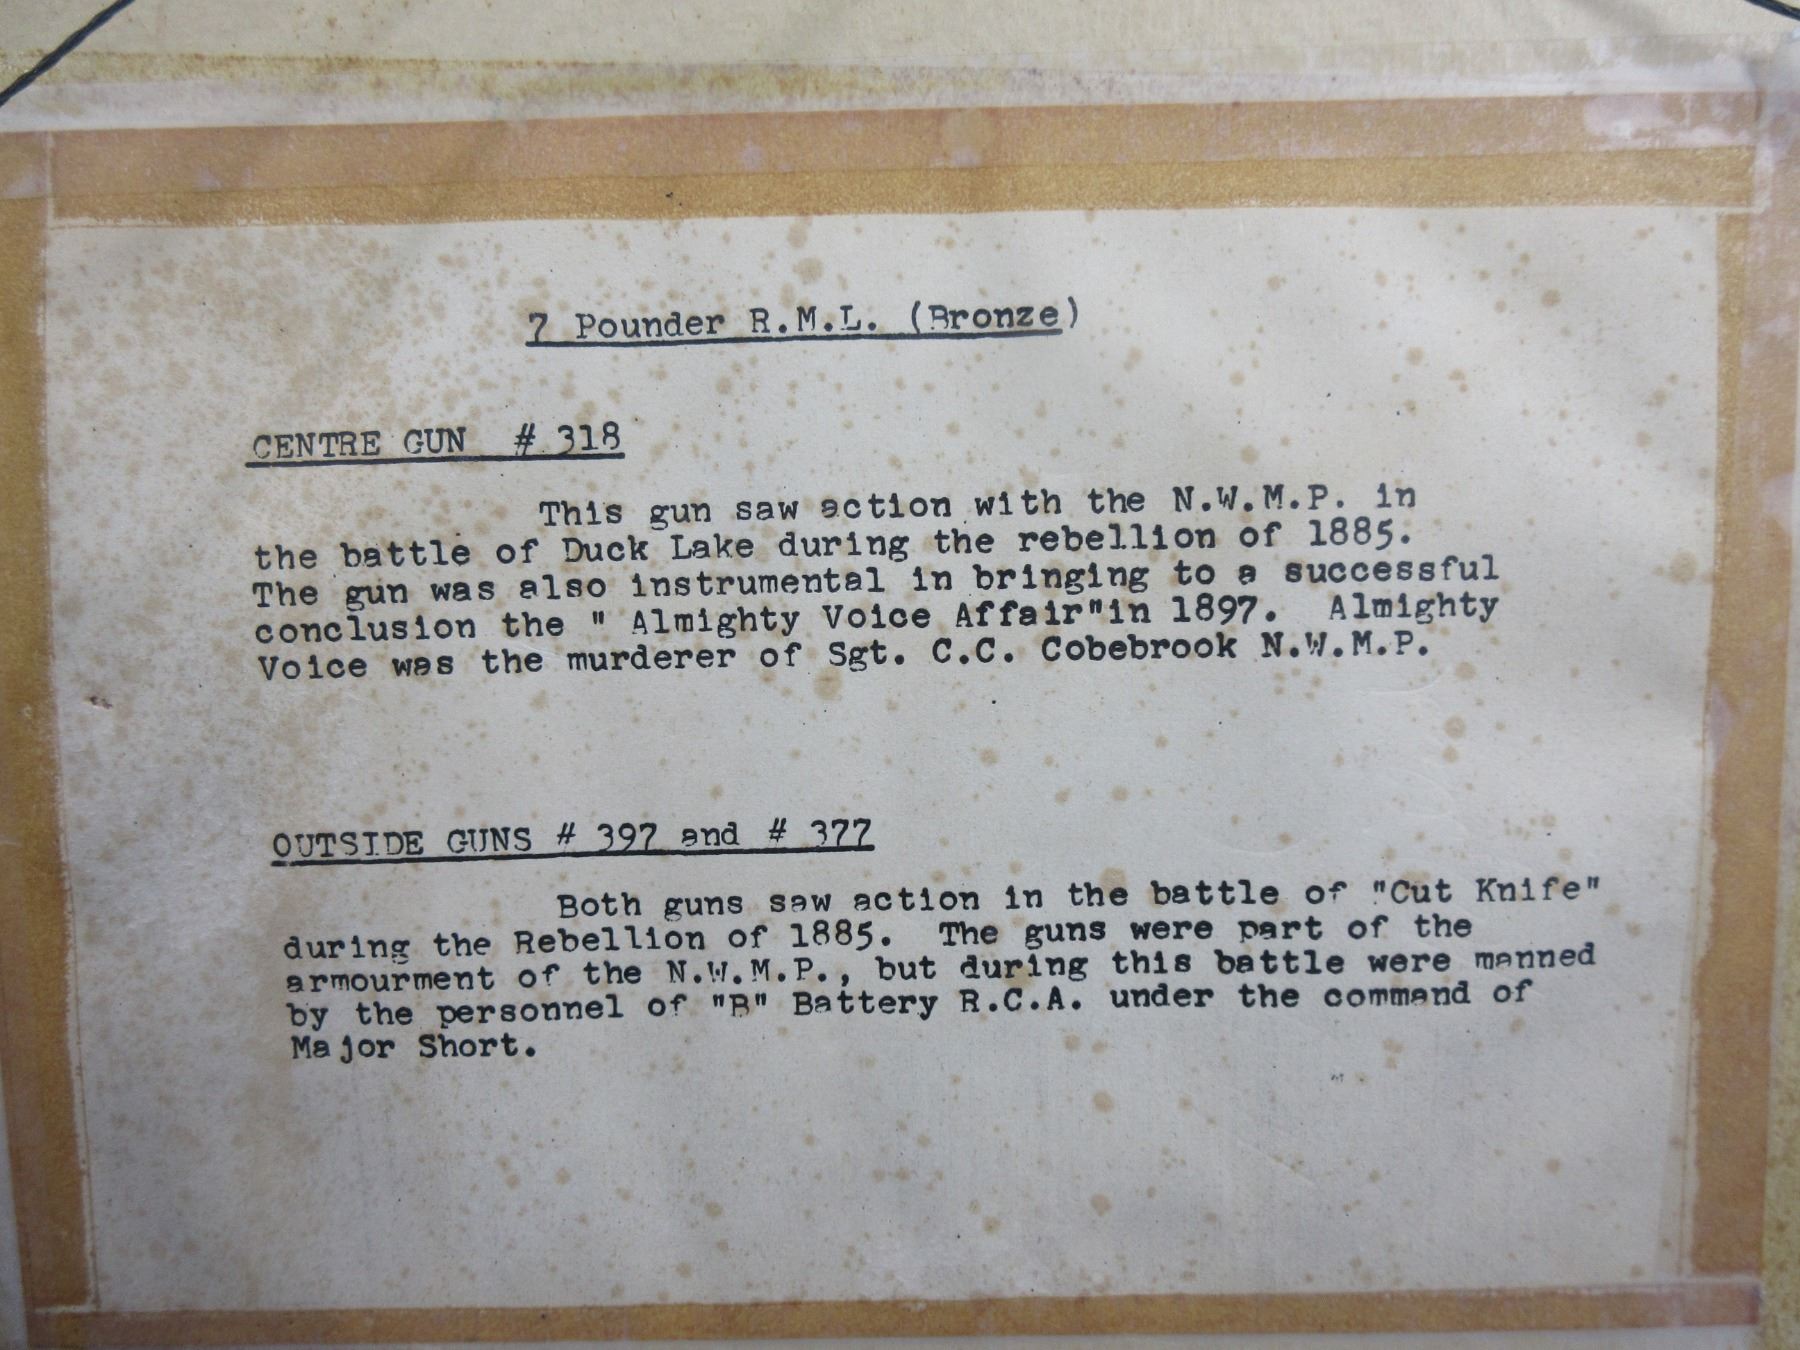 7 Pounder R.M.L. (Bronze)
CENTRE GUN # 318
This gun saw action with the N.W.M.P. in
the battle of Duck Lake during the rebellion of 1885.
The gun was also instrumental in bringing to a successful
conclusion the " Almighty Voice Affair"in 1897. Almighty
Voice was the murderer of Sgt. C.C. Cobebrook N.W.M.P.
OUTSIDE GUNS # 397 and # 377
Both guns saw action in the battle of "Cut Knife"
during the Rebellion of 1885. The guns were part of the
armourment of the N.W.M.P., but during this battle were manned
by the personnel of "B" Battery R.C.A. under the command of
Major Short.